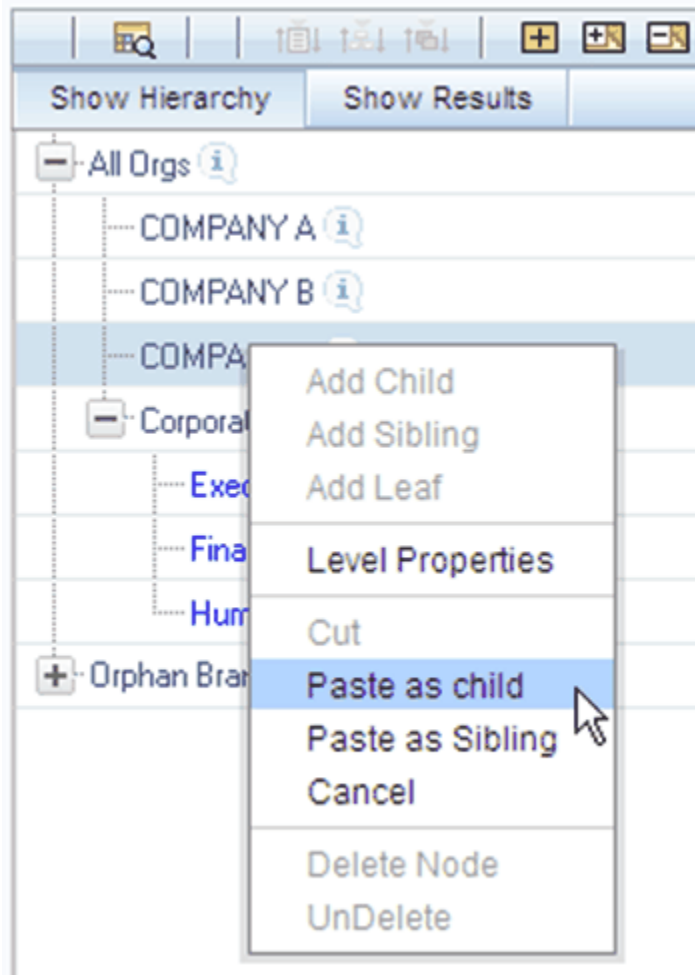 Show Hierarchy Show Results
All Orgs
COMPANY A
COMPANY B
Add Child
Add Sibling
Add Leaf
Level Properties
Cut
Orphan
Paste as child
Paste as Sibling
Cancel
Delete Node
UnDelete